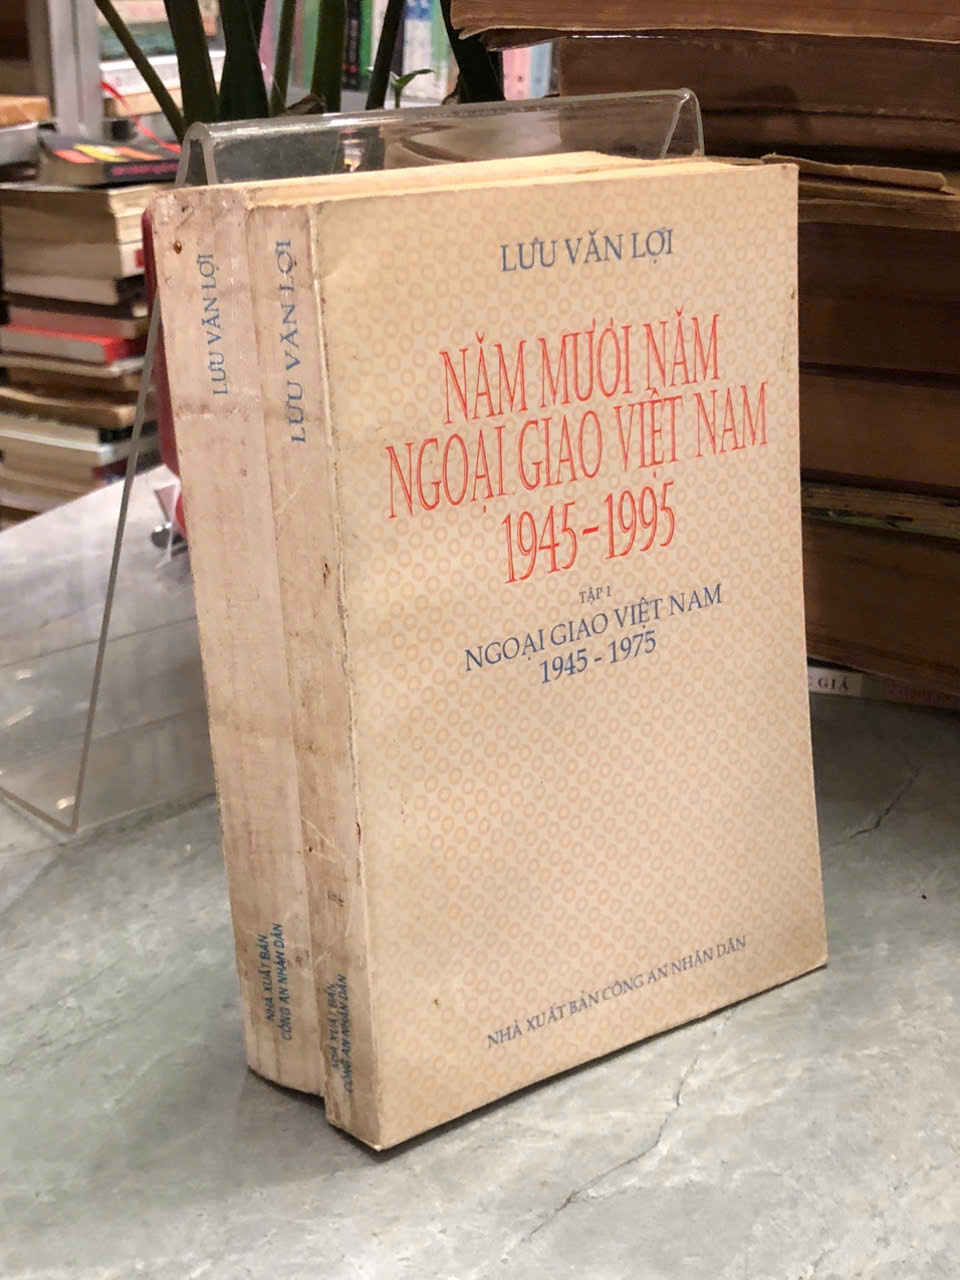 LƯU VĂN LỢI
NĂM MƯƠI NĂM
NGOẠI GIAO VIỆT NAM
1945-1995
TẬP 1
NGOẠI GIAO VIỆT NAM
1945 - 1975
NHÀ XUẤT BẢN CÔNG AN NHÂN DÂN
LƯU VĂN LỢI
NHÀ XUẤT BẢN
CÔNG AN NHÂN DÂN
LƯU VĂN LỢI
NHÀ XUẤT BẢN
CÔNG AN NHÂN DÂN
GIẢ